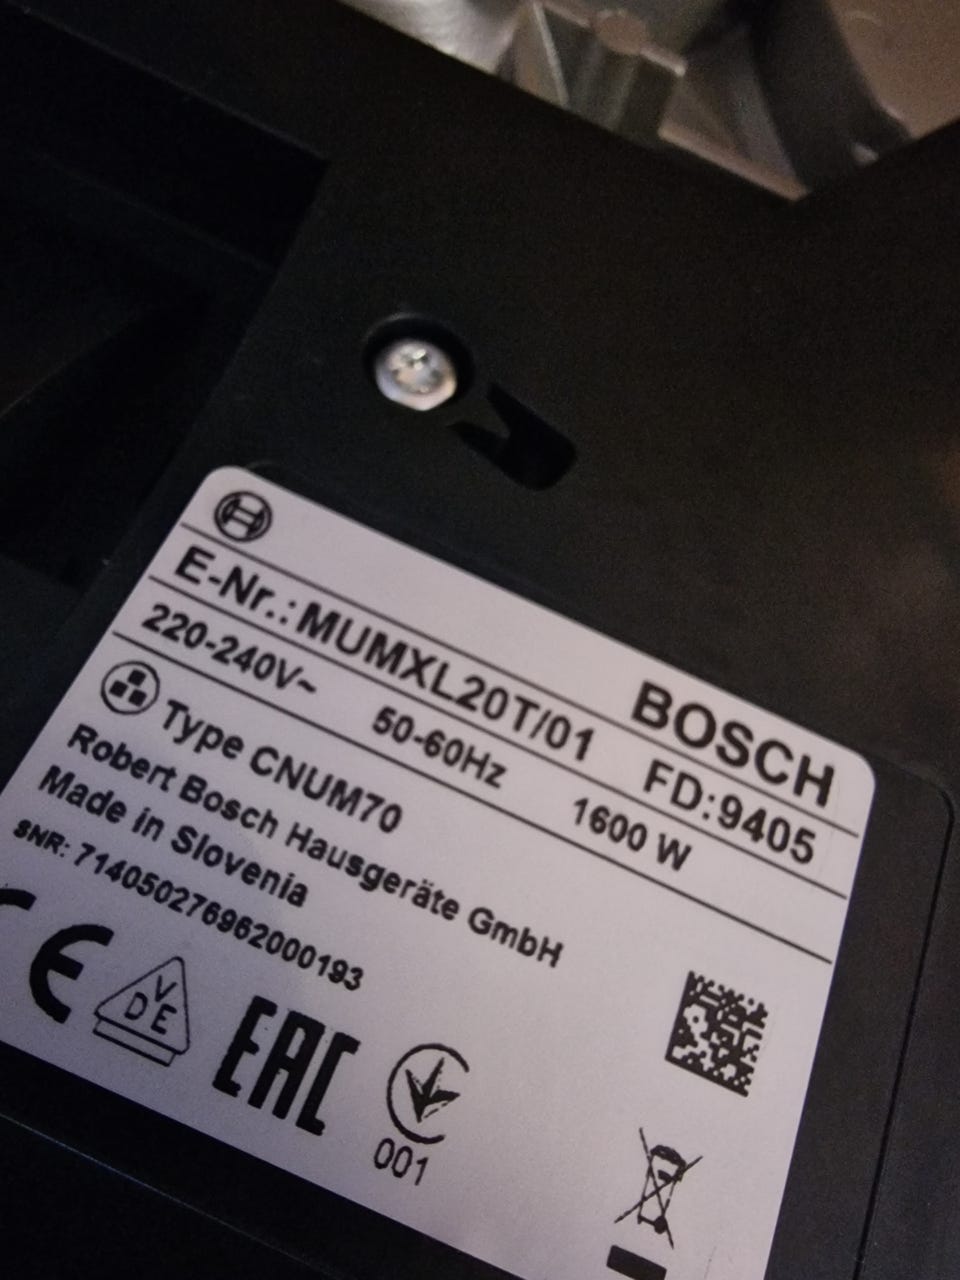 BOSCH
E-Nr.: MUMXL20T/01 FD:9405
220-240V~ 50-60Hz 1600 W
Type CNUM70
Robert Bosch Hausgeräte GmbH
Made in Slovenia
SNR: 714050276962000193
CE VDE EAC 001